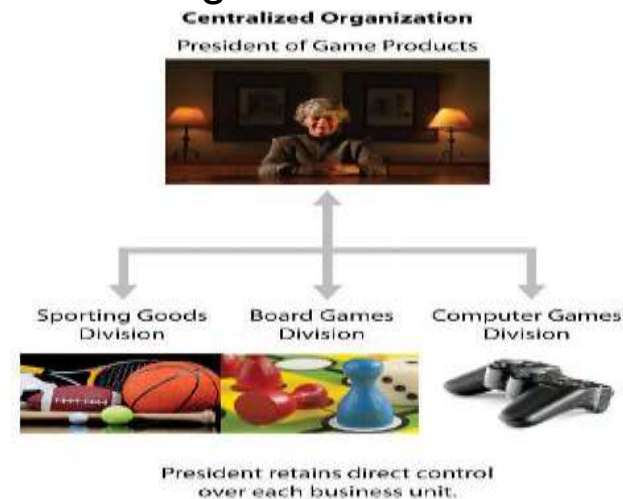 Centralized Organization
President of Game Products
Sporting Goods
Division
Board Games
Division
Computer Games
Division
President retains direct control
over each business unit.